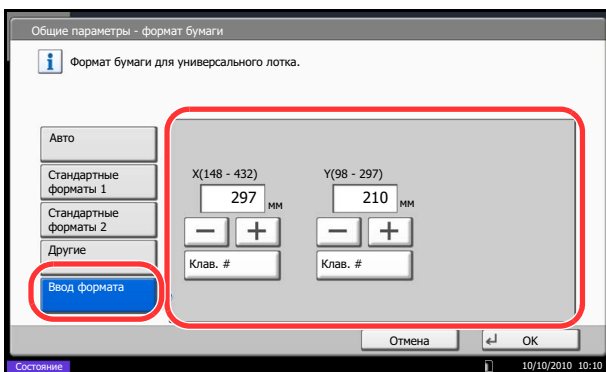 Общие параметры - формат бумаги
i Формат бумаги для универсального лотка.
Авто
Стандартные
форматы 1
Стандартные
форматы 2
Другие
Ввод формата
X(148 - 432)
297 мм
− +
Клав. #
Y(98 - 297)
210 мм
− +
Клав. #
Отмена
OK
Состояние
10/10/2010 10:10